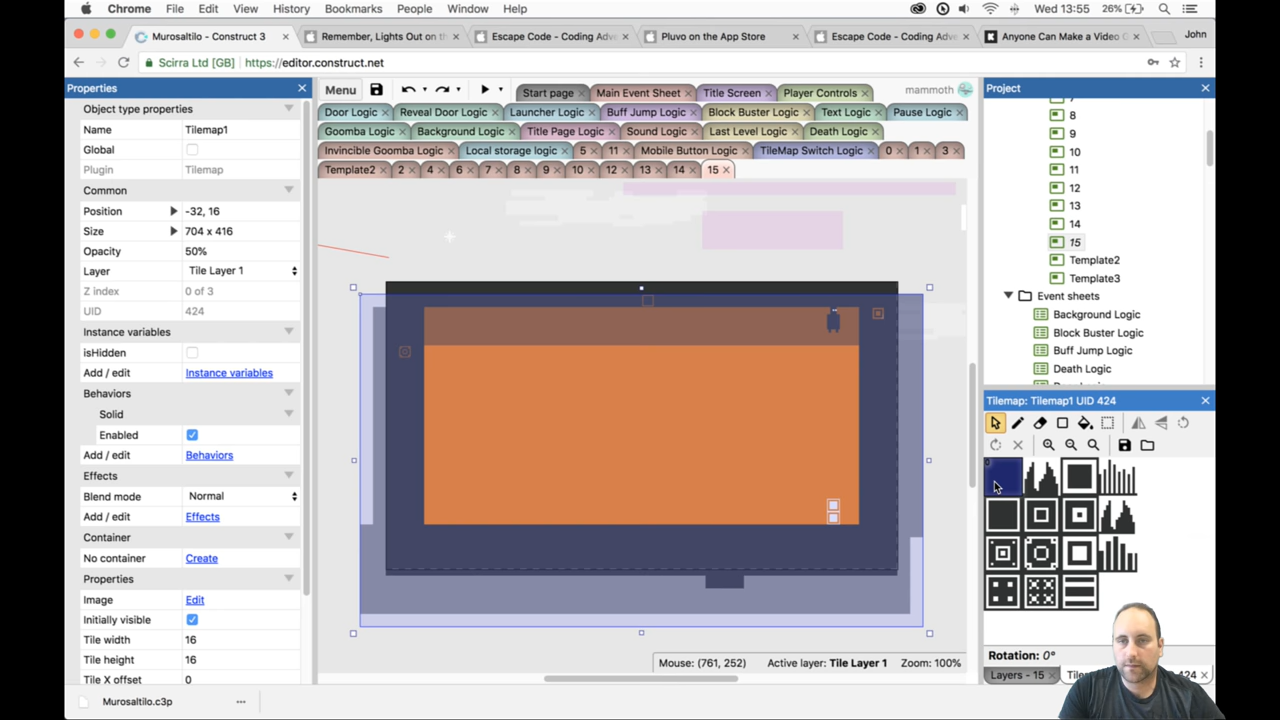 Chrome File Edit View History Bookmarks People Window Help Wed 13:55 26%
Murosaltilo - Construct 3 Remember, Lights Out on th Escape Code - Coding Adve Pluvo on the App Store Escape Code - Coding Adve Anyone Can Make a Video G John
Scirra Ltd [GB] https://editor.construct.net
Properties
Object type properties
Name Tilemap1
Global
Plugin Tilemap
Common
Position -32, 16
Size 704 x 416
Opacity 50%
Layer Tile Layer 1
Z index 0 of 3
UID 424
Instance variables
isHidden
Add / edit Instance variables
Behaviors
Solid
Enabled
Add / edit Behaviors
Effects
Blend mode Normal
Add / edit Effects
Container
No container Create
Properties
Image Edit
Initially visible
Tile width 16
Tile height 16
Tile X offset 0
Menu Start page Main Event Sheet Title Screen Player Controls mammoth
Door Logic Reveal Door Logic Launcher Logic Buff Jump Logic Block Buster Logic Text Logic Pause Logic
Goomba Logic Background Logic Title Page Logic Sound Logic Last Level Logic Death Logic
Invincible Goomba Logic Local storage logic 5 11 Mobile Button Logic TileMap Switch Logic 0 1 3
Template2 2 4 6 7 8 9 10 12 13 14 15
Mouse: (761, 252) Active layer: Tile Layer 1 Zoom: 100%
Project
8
9
10
11
12
13
14
15
Template2
Template3
Event sheets
Background Logic
Block Buster Logic
Buff Jump Logic
Death Logic
Tilemap: Tilemap1 UID 424
Rotation: 0°
Layers - 15 424
Murosaltilo.c3p